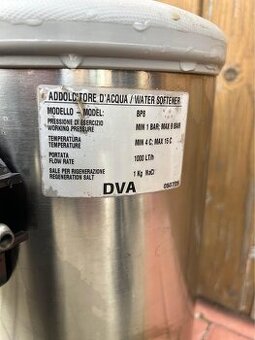 ADDOLCITORE D'ACQUA / WATER SOFTENER
MODELLO - MODEL: BP8
PRESSIONE DI ESERCIZIO
WORKING PRESSURE MIN 1 BAR; MAX 8 BAR
TEMPERATURA
TEMPERATURE MIN 4 C; MAX 15 C
PORTATA
FLOW RATE 1000 LT/h
SALE PER RIGENERAZIONE
REGENERATION SALT 1 Kg NaCl
DVA